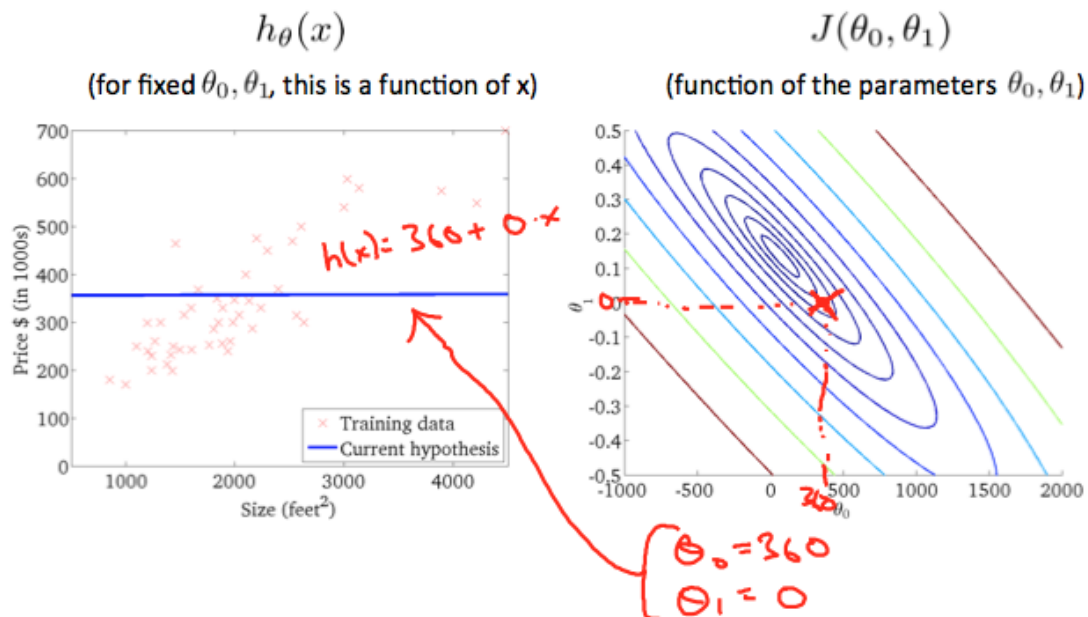 hθ(x)
(for fixed θ₀, θ₁, this is a function of x)
700
600
500
400
300
200
100
0
Price $ (in 1000s)
1000
2000
3000
4000
Size (feet²)
h(x) = 360 + 0·x
Training data
Current hypothesis
J(θ₀, θ₁)
(function of the parameters θ₀, θ₁)
0.5
0.4
0.3
0.2
0.1
0
-0.1
-0.2
-0.3
-0.4
-0.5
θ₁
0
-1000
-500
0
500
1000
1500
2000
360
θ₀
θ₀ = 360
θ₁ = 0